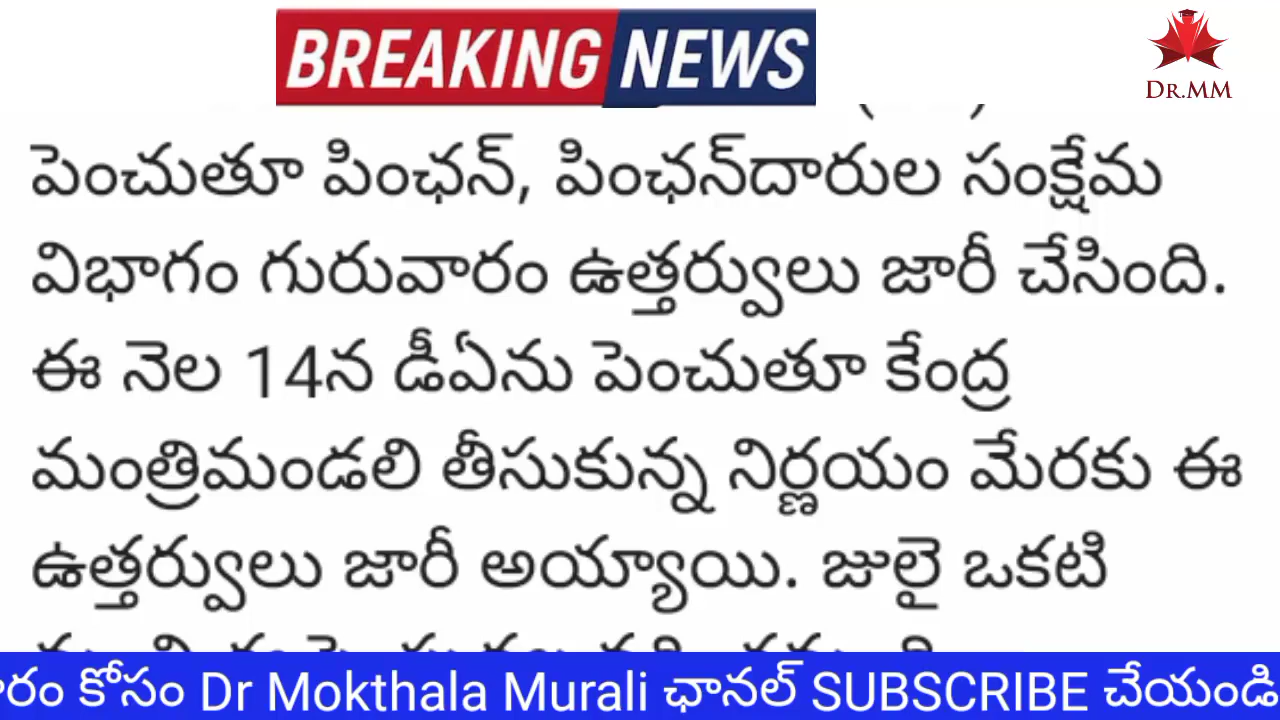 BREAKING NEWS
Dr.MM
పెంచుతూ పింఛన్, పింఛన్‌దారుల సంక్షేమ
విభాగం గురువారం ఉత్తర్వులు జారీ చేసింది.
ఈ నెల 14న డీఏను పెంచుతూ కేంద్ర
మంత్రిమండలి తీసుకున్న నిర్ణయం మేరకు ఈ
ఉత్తర్వులు జారీ అయ్యాయి. జులై ఒకటి
కోసం Dr Mokthala Murali ఛానల్ SUBSCRIBE చేయండి